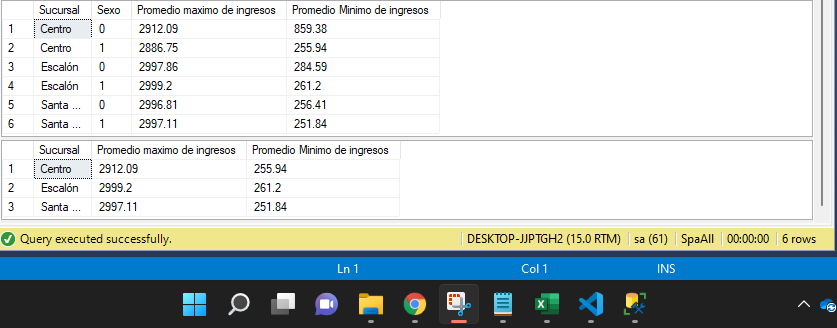 Sucursal Sexo Promedio maximo de ingresos Promedio Minimo de ingresos
1 Centro 0 2912.09 859.38
2 Centro 1 2886.75 255.94
3 Escalón 0 2997.86 284.59
4 Escalón 1 2999.2 261.2
5 Santa ... 0 2996.81 256.41
6 Santa ... 1 2997.11 251.84
Sucursal Promedio maximo de ingresos Promedio Minimo de ingresos
1 Centro 2912.09 255.94
2 Escalón 2999.2 261.2
3 Santa ... 2997.11 251.84
Query executed successfully. DESKTOP-JJPTGH2 (15.0 RTM) sa (61) SpaAll 00:00:00 6 rows
Ln 1 Col 1 INS